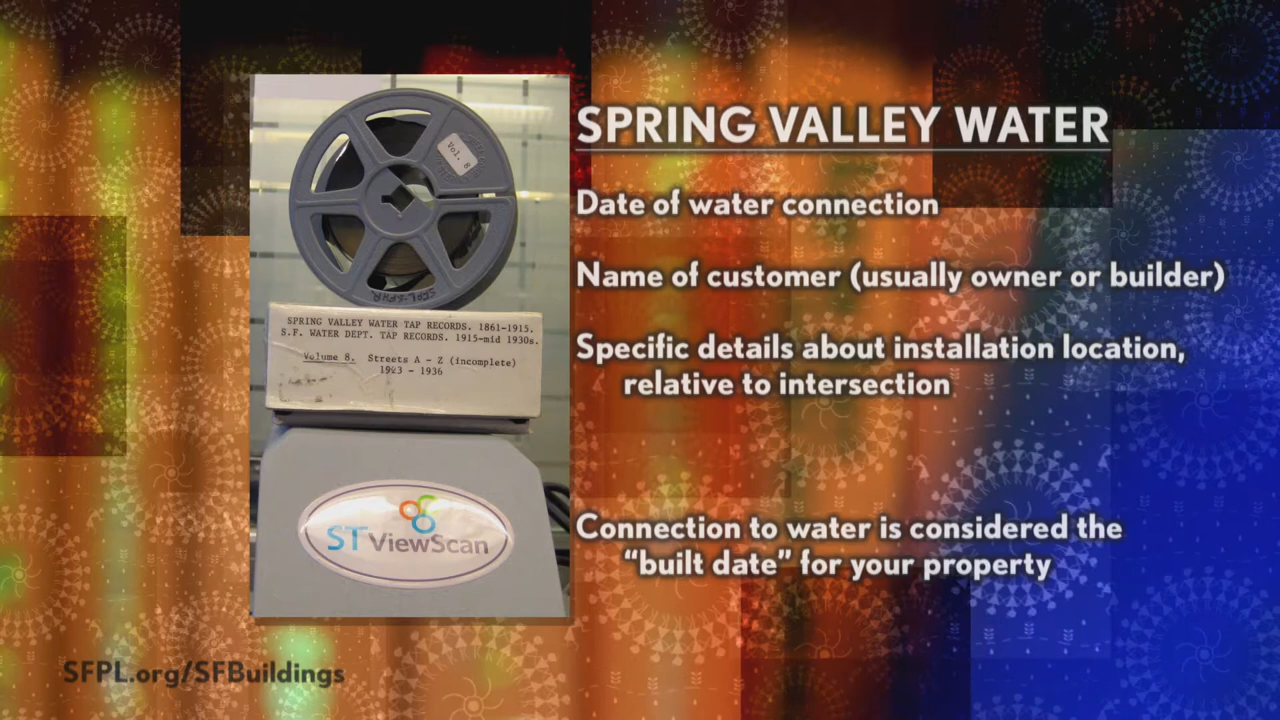 SPRING VALLEY WATER
Date of water connection
Name of customer (usually owner or builder)
Specific details about installation location,
relative to intersection
Connection to water is considered the
“built date” for your property
Vol. 8
SFPL-SFHR
SPRING VALLEY WATER TAP RECORDS. 1861-1915.
S.F. WATER DEPT. TAP RECORDS. 1915-mid 1930s.
Volume 8. Streets A - Z (incomplete)
1923 - 1936
ST ViewScan
SFPL.org/SFBuildings